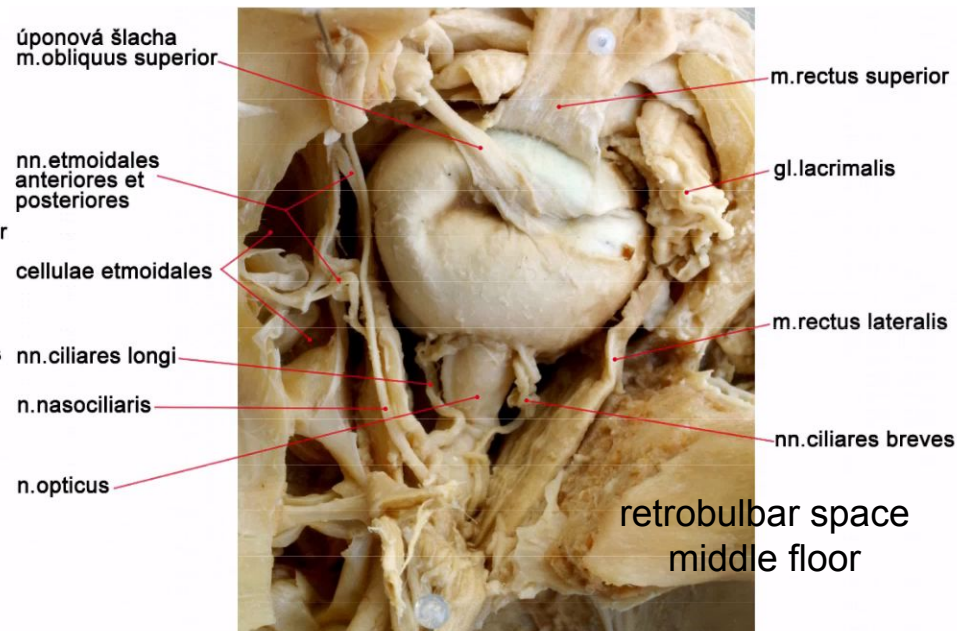 úponová šlacha
m.obliquus superior
nn.etmoidales
anteriores et
posteriores
r
cellulae etmoidales
s
nn.ciliares longi
n.nasociliaris
n.opticus
m.rectus superior
gl.lacrimalis
m.rectus lateralis
nn.ciliares breves
retrobulbar space
middle floor